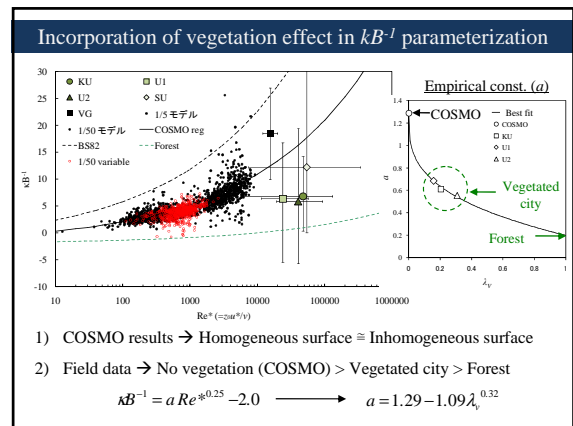 Incorporation of vegetation effect in kB⁻¹ parameterization
30
25
20
15
10
5
0
-5
-10
κB⁻¹
KU
U1
U2
SU
VG
1/5モデル
1/50 モデル
COSMO reg
BS82
Forest
1/50 variable
10
100
1000
10000
100000
1000000
Re* (=z₀u*/ν)
Empirical const. (a)
1.4
1.2
1
0.8
0.6
0.4
0.2
0
a
COSMO
Best fit
COSMO
KU
U1
U2
Vegetated
city
Forest
0
0.2
0.4
0.6
0.8
1
λᵥ
1) COSMO results → Homogeneous surface ≅ Inhomogeneous surface
2) Field data → No vegetation (COSMO) > Vegetated city > Forest
κB⁻¹ = a Re*⁰·²⁵ − 2.0 → a = 1.29 − 1.09λᵥ⁰·³²